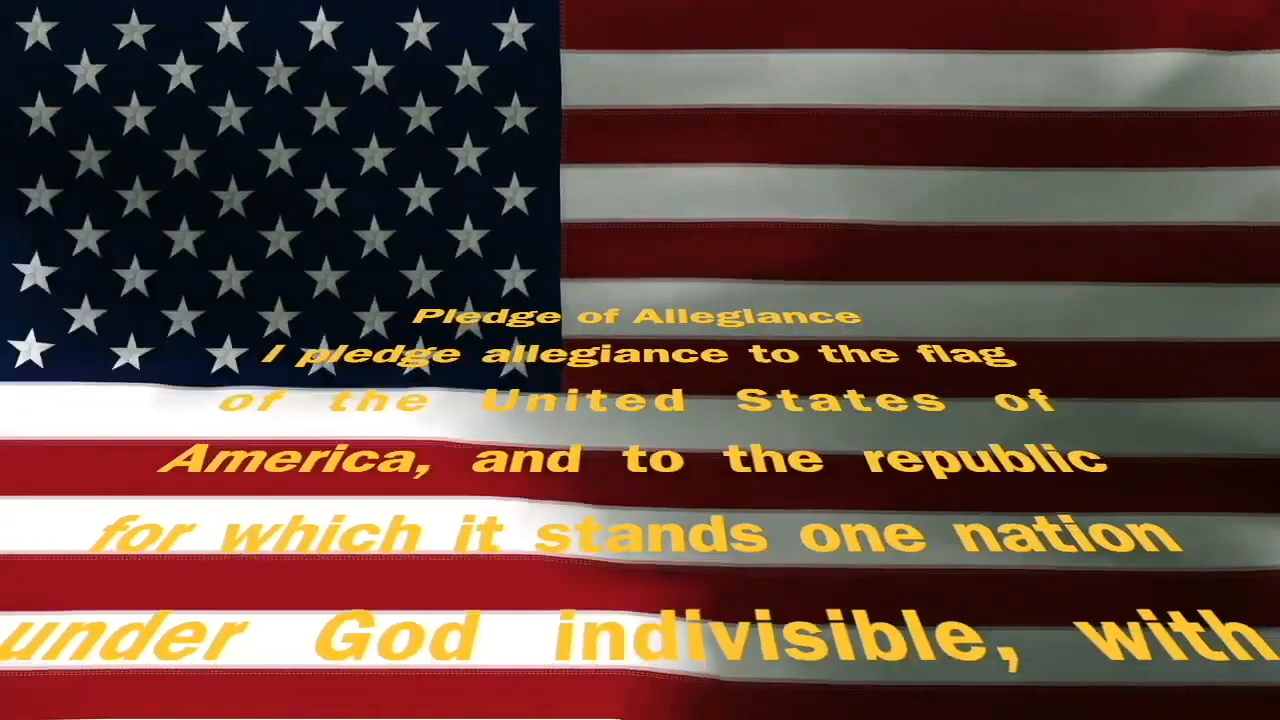 Pledge of Allegiance
I pledge allegiance to the flag
of the United States of
America, and to the republic
for which it stands one nation
under God indivisible, with